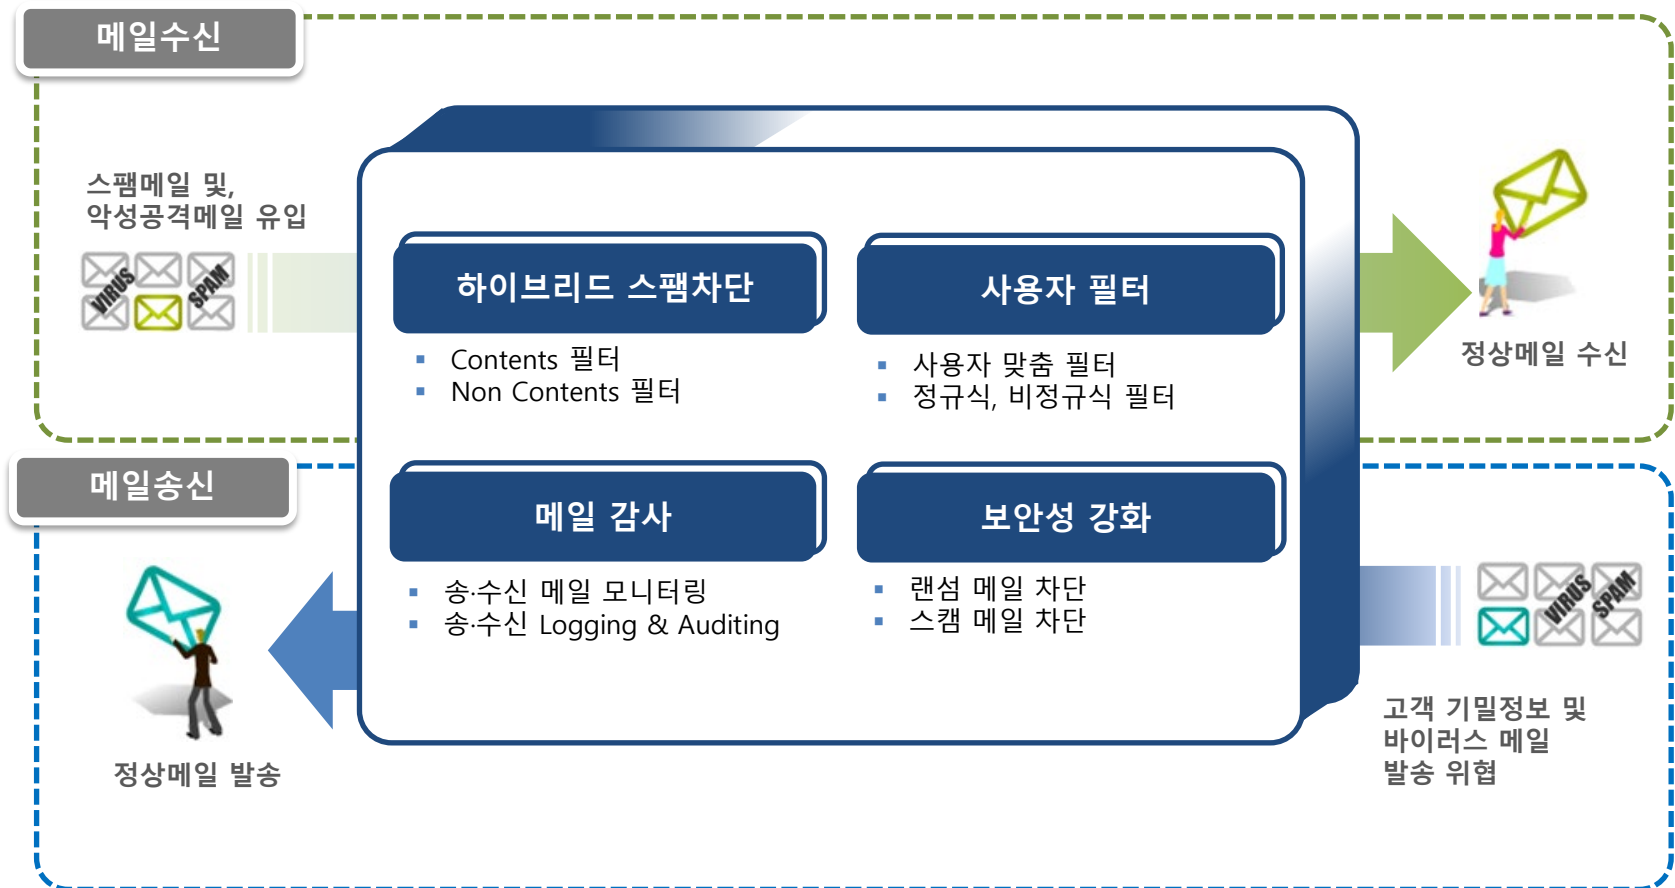 메일수신
스팸메일 및,
악성공격메일 유입
VIRUS
SPAM
하이브리드 스팸차단
Contents 필터
Non Contents 필터
사용자 필터
사용자 맞춤 필터
정규식, 비정규식 필터
정상메일 수신
메일송신
정상메일 발송
메일 감사
송·수신 메일 모니터링
송·수신 Logging & Auditing
보안성 강화
랜섬 메일 차단
스캠 메일 차단
VIRUS
SPAM
고객 기밀정보 및
바이러스 메일
발송 위협